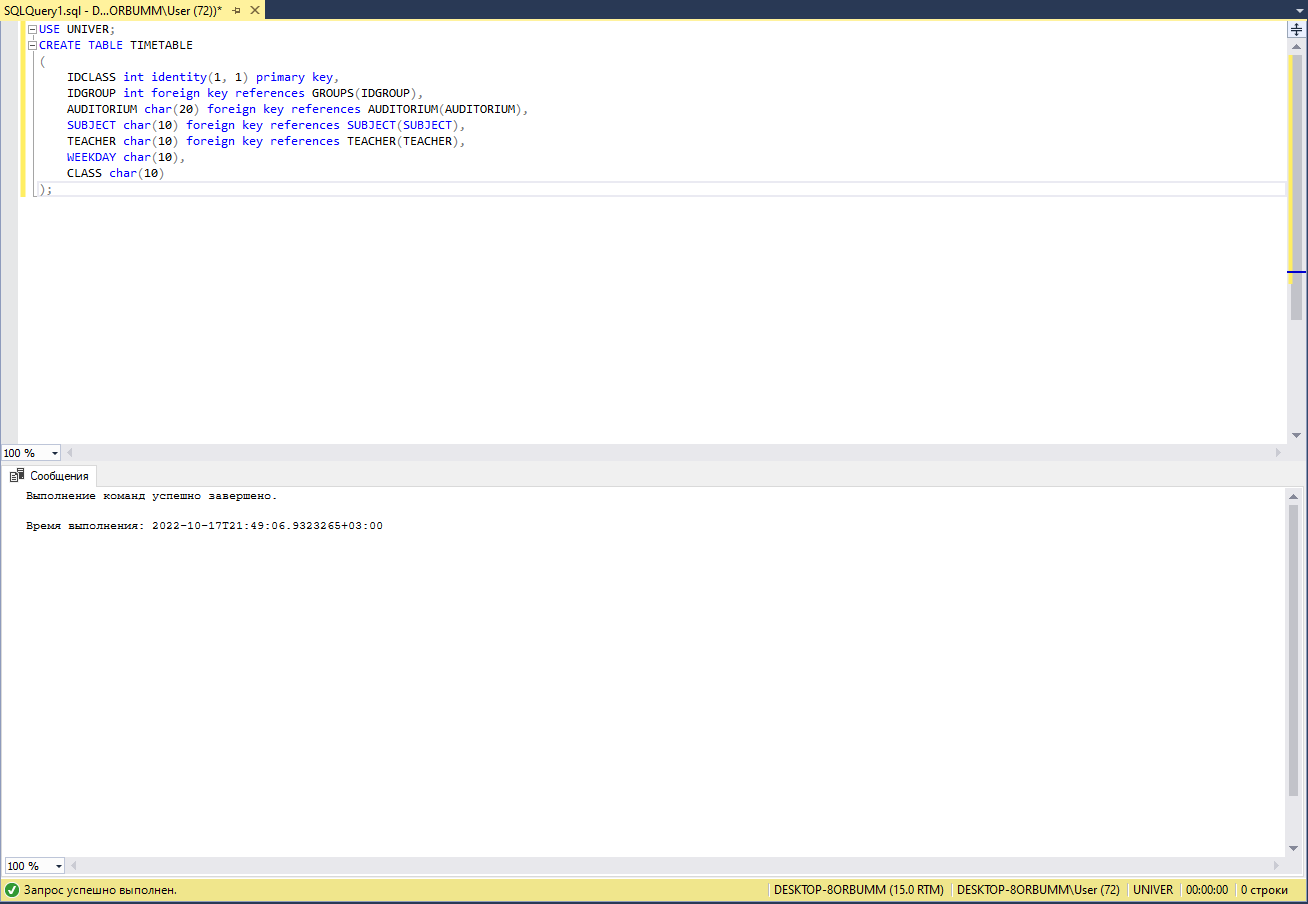 SQLQuery1.sql - D...ORBUMM\User (72))*
USE UNIVER;
CREATE TABLE TIMETABLE
(
IDCLASS int identity(1, 1) primary key,
IDGROUP int foreign key references GROUPS(IDGROUP),
AUDITORIUM char(20) foreign key references AUDITORIUM(AUDITORIUM),
SUBJECT char(10) foreign key references SUBJECT(SUBJECT),
TEACHER char(10) foreign key references TEACHER(TEACHER),
WEEKDAY char(10),
CLASS char(10)
);
100 %
Сообщения
Выполнение команд успешно завершено.
Время выполнения: 2022-10-17T21:49:06.9323265+03:00
100 %
Запрос успешно выполнен. DESKTOP-8ORBUMM (15.0 RTM) DESKTOP-8ORBUMM\User (72) UNIVER 00:00:00 0 строки